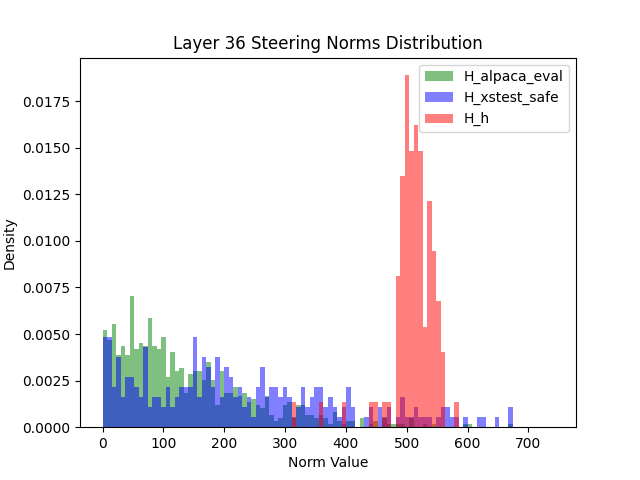 Layer 36 Steering Norms Distribution
H_alpaca_eval
H_xstest_safe
H_h
Density
0.0175
0.0150
0.0125
0.0100
0.0075
0.0050
0.0025
0.0000
0 100 200 300 400 500 600 700
Norm Value